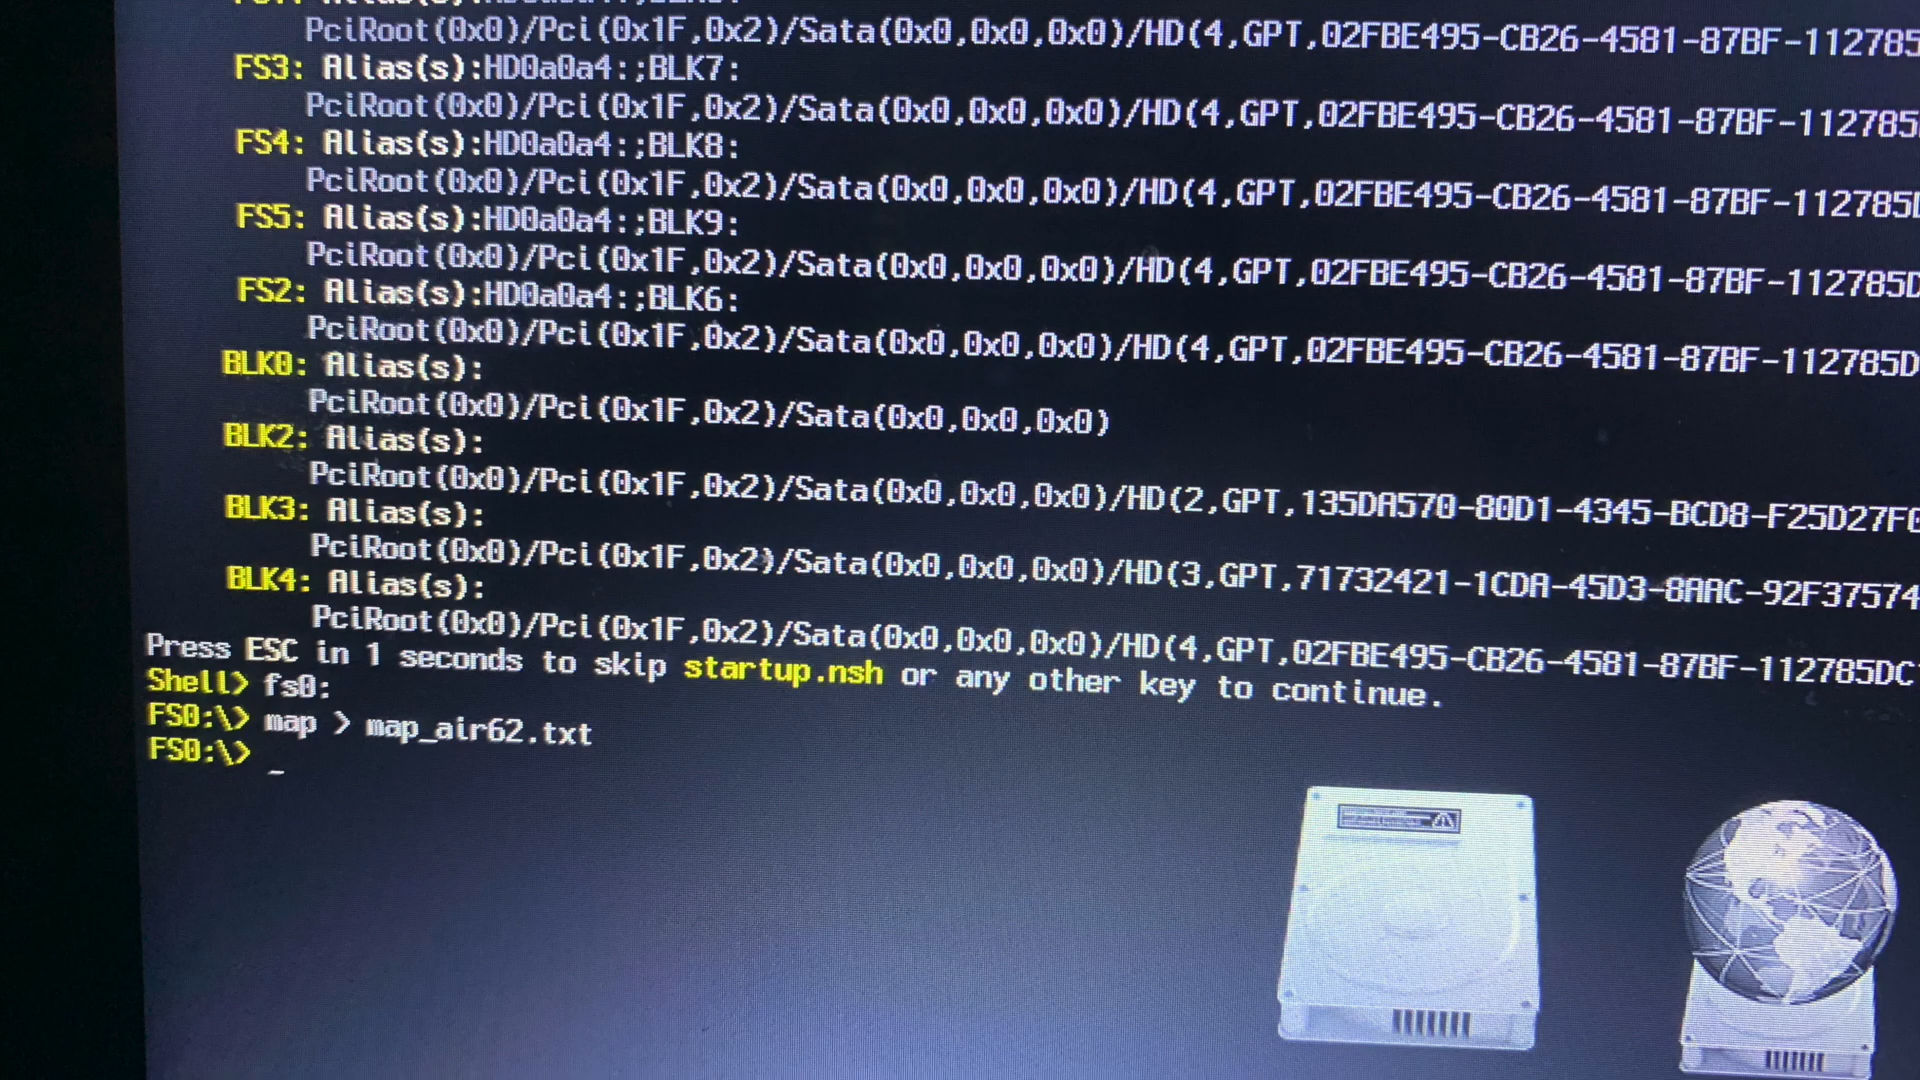 PciRoot(0x0)/Pci(0x1F,0x2)/Sata(0x0,0x0,0x0)/HD(4,GPT,02FBE495-CB26-4581-87BF-112785
FS3: Alias(s):HD0a0a4:;BLK7:
PciRoot(0x0)/Pci(0x1F,0x2)/Sata(0x0,0x0,0x0)/HD(4,GPT,02FBE495-CB26-4581-87BF-112785
FS4: Alias(s):HD0a0a4:;BLK8:
PciRoot(0x0)/Pci(0x1F,0x2)/Sata(0x0,0x0,0x0)/HD(4,GPT,02FBE495-CB26-4581-87BF-112785D
FS5: Alias(s):HD0a0a4:;BLK9:
PciRoot(0x0)/Pci(0x1F,0x2)/Sata(0x0,0x0,0x0)/HD(4,GPT,02FBE495-CB26-4581-87BF-112785D
FS2: Alias(s):HD0a0a4:;BLK6:
PciRoot(0x0)/Pci(0x1F,0x2)/Sata(0x0,0x0,0x0)/HD(4,GPT,02FBE495-CB26-4581-87BF-112785D
BLK0: Alias(s):
PciRoot(0x0)/Pci(0x1F,0x2)/Sata(0x0,0x0,0x0)
BLK2: Alias(s):
PciRoot(0x0)/Pci(0x1F,0x2)/Sata(0x0,0x0,0x0)/HD(2,GPT,135DA570-80D1-4345-BCD8-F25D27F0
BLK3: Alias(s):
PciRoot(0x0)/Pci(0x1F,0x2)/Sata(0x0,0x0,0x0)/HD(3,GPT,71732421-1CDA-45D3-8AAC-92F37574
BLK4: Alias(s):
PciRoot(0x0)/Pci(0x1F,0x2)/Sata(0x0,0x0,0x0)/HD(4,GPT,02FBE495-CB26-4581-87BF-112785DC
Press ESC in 1 seconds to skip startup.nsh or any other key to continue.
Shell> fs0:
FS0:\> map > map_air62.txt
FS0:\> _